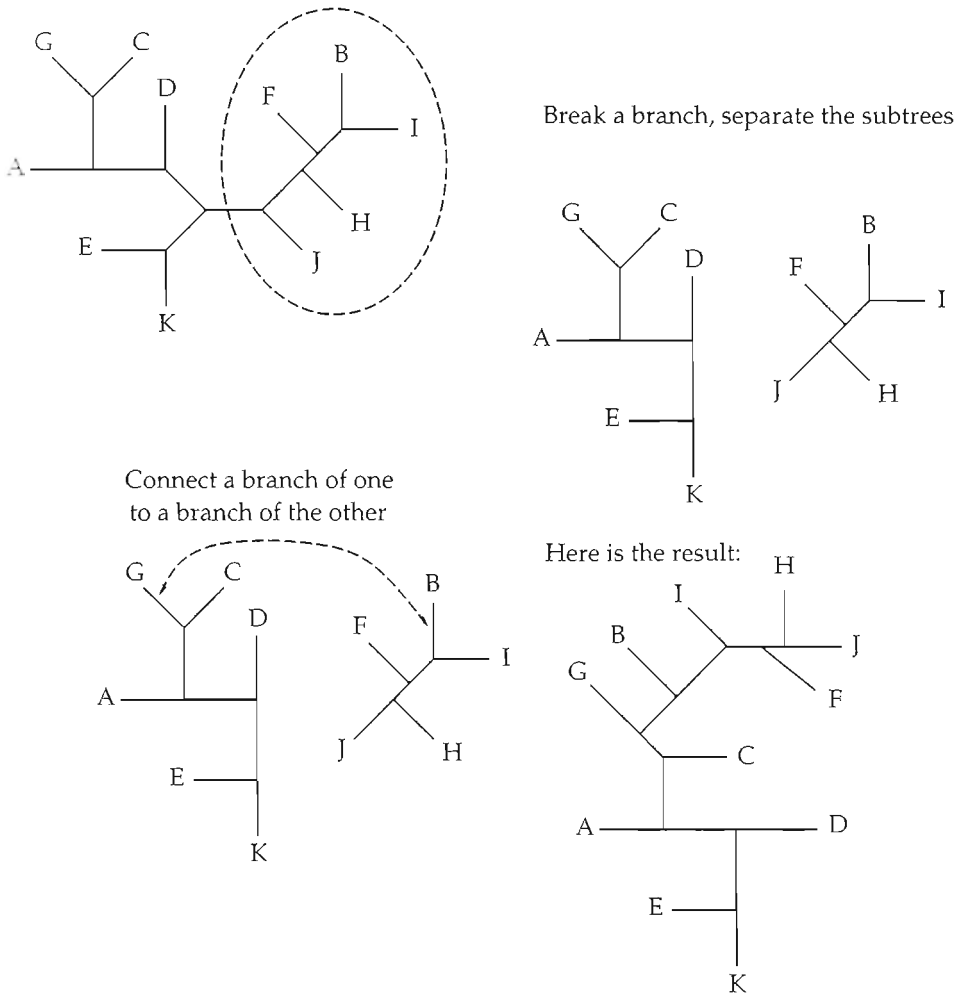 G
C
B
D
F
I
A
H
E
J
K
Break a branch, separate the subtrees
G
C
B
D
F
I
A
J
H
E
K
Connect a branch of one
to a branch of the other
G
C
B
D
F
I
A
J
H
E
K
Here is the result:
H
I
B
J
G
F
C
A
D
E
K